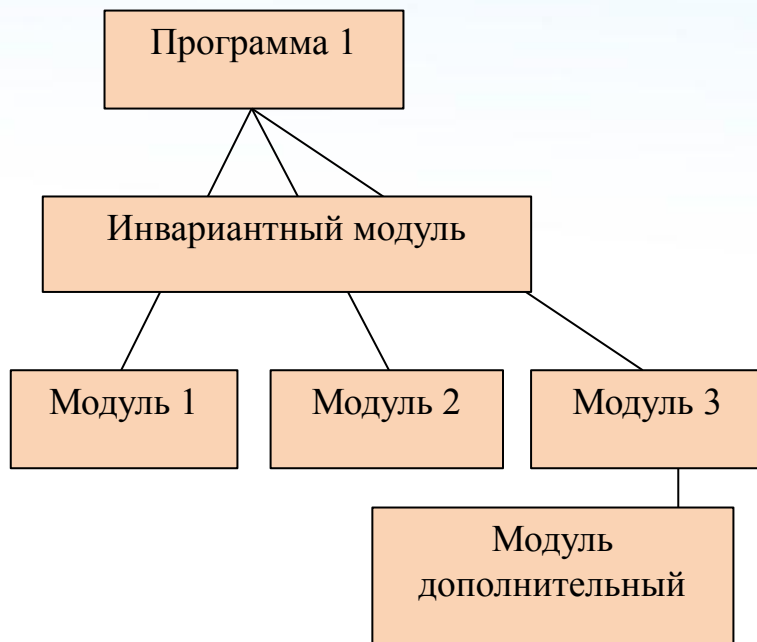 Программа 1
Инвариантный модуль
Модуль 1
Модуль 2
Модуль 3
Модуль
дополнительный